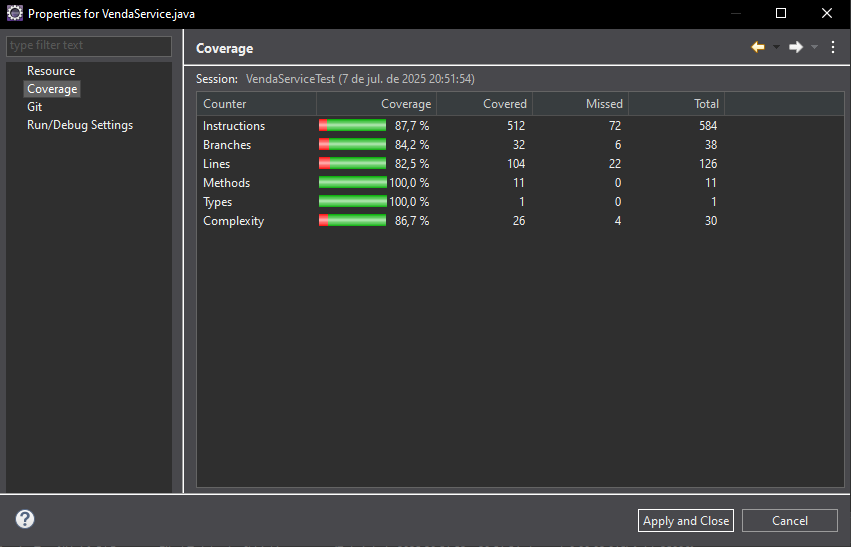 Properties for VendaService.java
type filter text
Resource
Coverage
Git
Run/Debug Settings
Coverage
Session: VendaServiceTest (7 de jul. de 2025 20:51:54)
Counter Coverage Covered Missed Total
Instructions 87,7 % 512 72 584
Branches 84,2 % 32 6 38
Lines 82,5 % 104 22 126
Methods 100,0 % 11 0 11
Types 100,0 % 1 0 1
Complexity 86,7 % 26 4 30
? Apply and Close Cancel